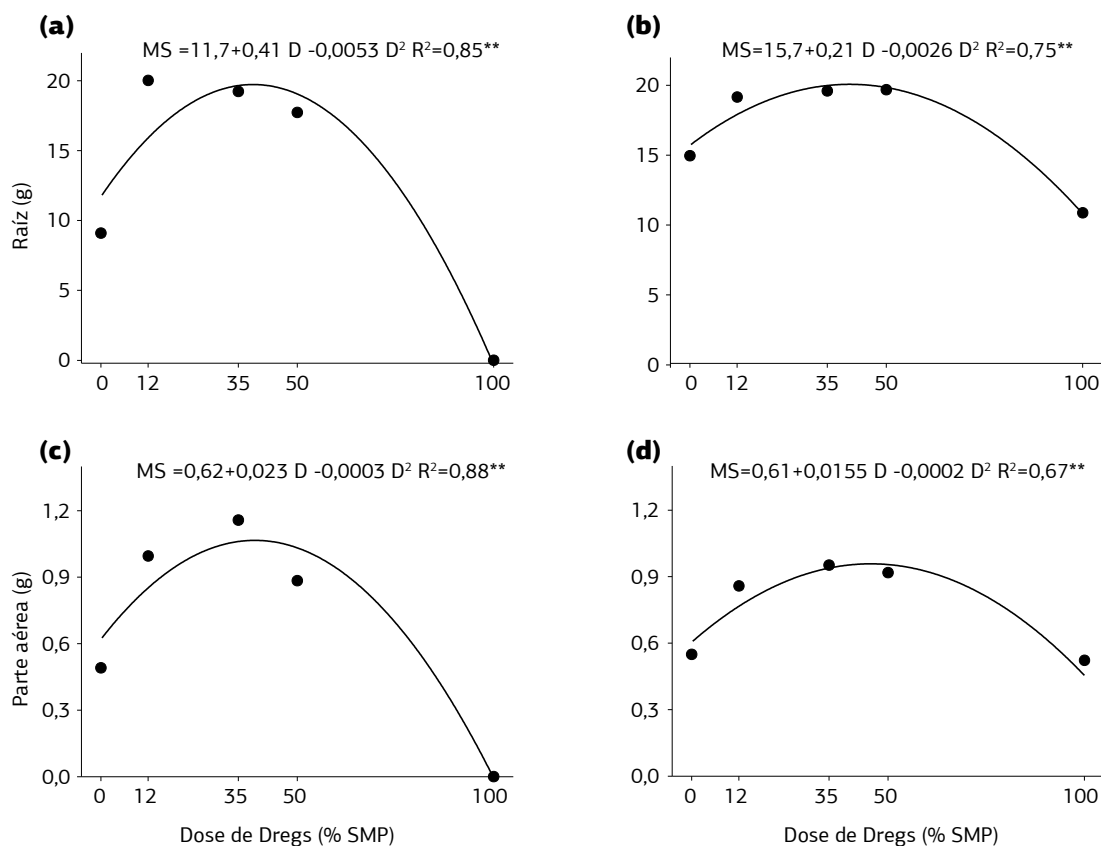 (a)
MS =11,7+0,41 D -0,0053 D² R²=0,85**
20
15
10
5
0
Raíz (g)
0 12 35 50 100
(b)
MS=15,7+0,21 D -0,0026 D² R²=0,75**
20
15
10
5
0
0 12 35 50 100
(c)
MS =0,62+0,023 D -0,0003 D² R²=0,88**
1,2
0,9
0,6
0,3
0,0
Parte aérea (g)
0 12 35 50 100
Dose de Dregs (% SMP)
(d)
MS=0,61+0,0155 D -0,0002 D² R²=0,67**
1,2
0,9
0,6
0,3
0,0
0 12 35 50 100
Dose de Dregs (% SMP)